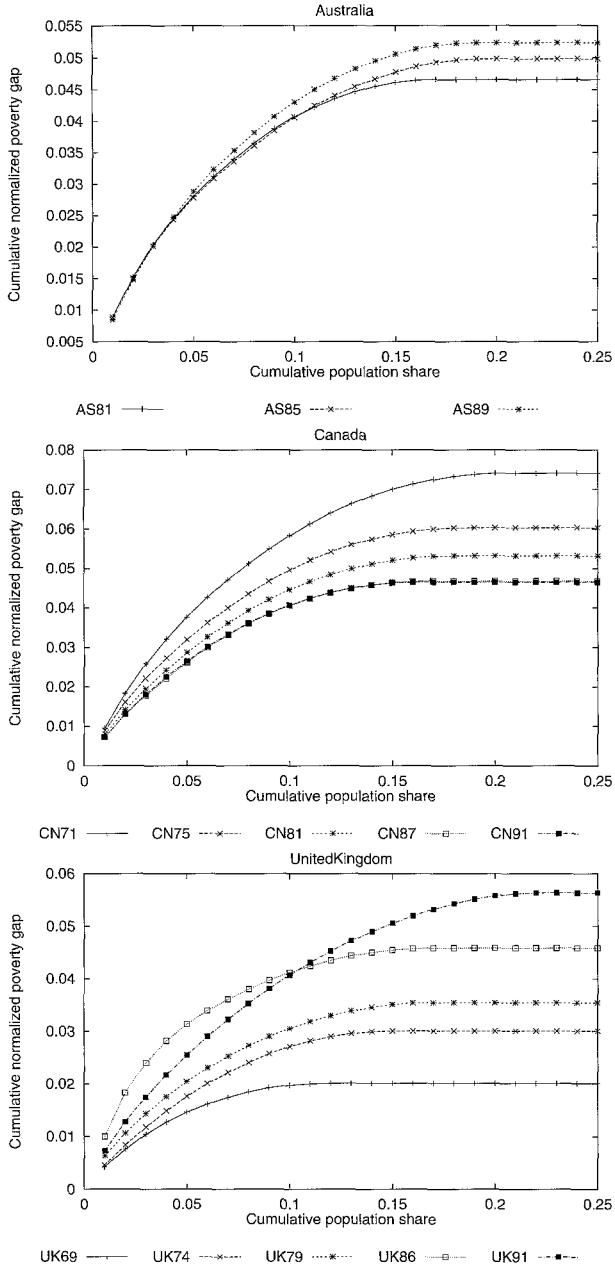 Australia
0.055
0.05
0.045
0.04
0.035
0.03
0.025
0.02
0.015
0.01
0.005
Cumulative normalized poverty gap
0 0.05 0.1 0.15 0.2 0.25
Cumulative population share
AS81 AS85 AS89
Canada
0.08
0.07
0.06
0.05
0.04
0.03
0.02
0.01
0
Cumulative normalized poverty gap
0 0.05 0.1 0.15 0.2 0.25
Cumulative population share
CN71 CN75 CN81 CN87 CN91
UnitedKingdom
0.06
0.05
0.04
0.03
0.02
0.01
0
Cumulative normalized poverty gap
0 0.05 0.1 0.15 0.2 0.25
Cumulative population share
UK69 UK74 UK79 UK86 UK91